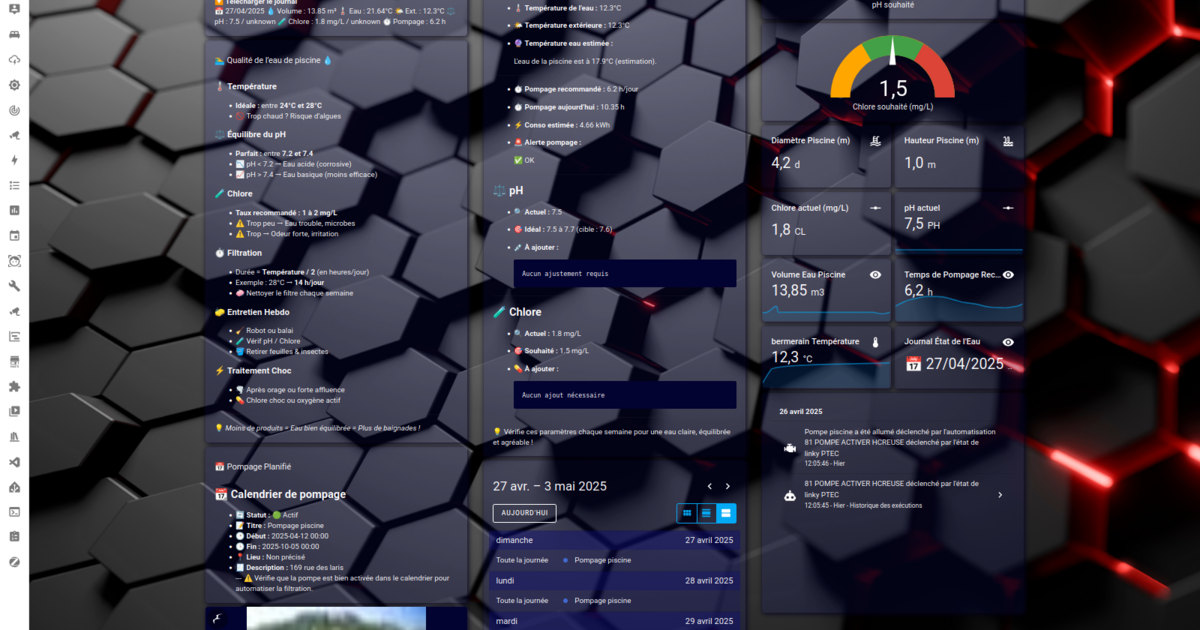 Télécharger le journal
27/04/2025 Volume : 13.85 m³ Eau : 21.64°C Ext. : 12.3°C
pH : 7.5 / unknown Chlore : 1.8 mg/L / unknown Pompage : 6.2 h
Qualité de l'eau de piscine
Température
Idéale : entre 24°C et 28°C
Trop chaud ? Risque d'algues
Équilibre du pH
Parfait : entre 7.2 et 7.4
pH < 7.2 → Eau acide (corrosive)
pH > 7.4 → Eau basique (moins efficace)
Chlore
Taux recommandé : 1 à 2 mg/L
Trop peu → Eau trouble, microbes
Trop → Odeur forte, irritation
Filtration
Durée = Température / 2 (en heures/jour)
Exemple : 28°C → 14 h/jour
Nettoyer le filtre chaque semaine
Entretien Hebdo
Robot ou balai
Vérif pH / Chlore
Retirer feuilles & insectes
Traitement Choc
Après orage ou forte affluence
Chlore choc ou oxygène actif
Moins de produits = Eau bien équilibrée = Plus de baignades !
Pompage Planifié
Calendrier de pompage
Statut : Actif
Titre : Pompage piscine
Début : 2025-04-12 00:00
Fin : 2025-10-05 00:00
Lieu : Non précisé
Description : 169 rue des laris
— Vérifie que la pompe est bien activée dans le calendrier pour
automatiser la filtration.
Température de l'eau : 12.3°C
Température extérieure : 12.3°C
Température eau estimée :
L'eau de la piscine est à 17.9°C (estimation).
Pompage recommandé : 6.2 h/jour
Pompage aujourd'hui : 10.35 h
Conso estimée : 4.66 kWh
Alerte pompage :
OK
pH
Actuel : 7.5
Idéal : 7.5 à 7.7 (cible : 7.6)
À ajouter :
Aucun ajustement requis
Chlore
Actuel : 1.8 mg/L
Souhaité : 1.5 mg/L
À ajouter :
Aucun ajout nécessaire
Vérifie ces paramètres chaque semaine pour une eau claire, équilibrée
et agréable !
27 avr. – 3 mai 2025
AUJOURD'HUI
dimanche 27 avril 2025
Toute la journée Pompage piscine
lundi 28 avril 2025
Toute la journée Pompage piscine
mardi 29 avril 2025
pH souhaité
1,5
Chlore souhaité (mg/L)
Diamètre Piscine (m)
4,2 d
Hauteur Piscine (m)
1,0 m
Chlore actuel (mg/L)
1,8 CL
pH actuel
7,5 PH
Volume Eau Piscine
13,85 m3
Temps de Pompage Rec...
6,2 h
bermerain Température
12,3 °C
Journal État de l'Eau
27/04/2025 ...
26 avril 2025
Pompe piscine a été allumé déclenché par l'automatisation
81 POMPE ACTIVER HCREUSE déclenché par l'état de
linky PTEC
12:05:46 - Hier
81 POMPE ACTIVER HCREUSE déclenché par l'état de
linky PTEC
12:05:45 - Hier - Historique des exécutions